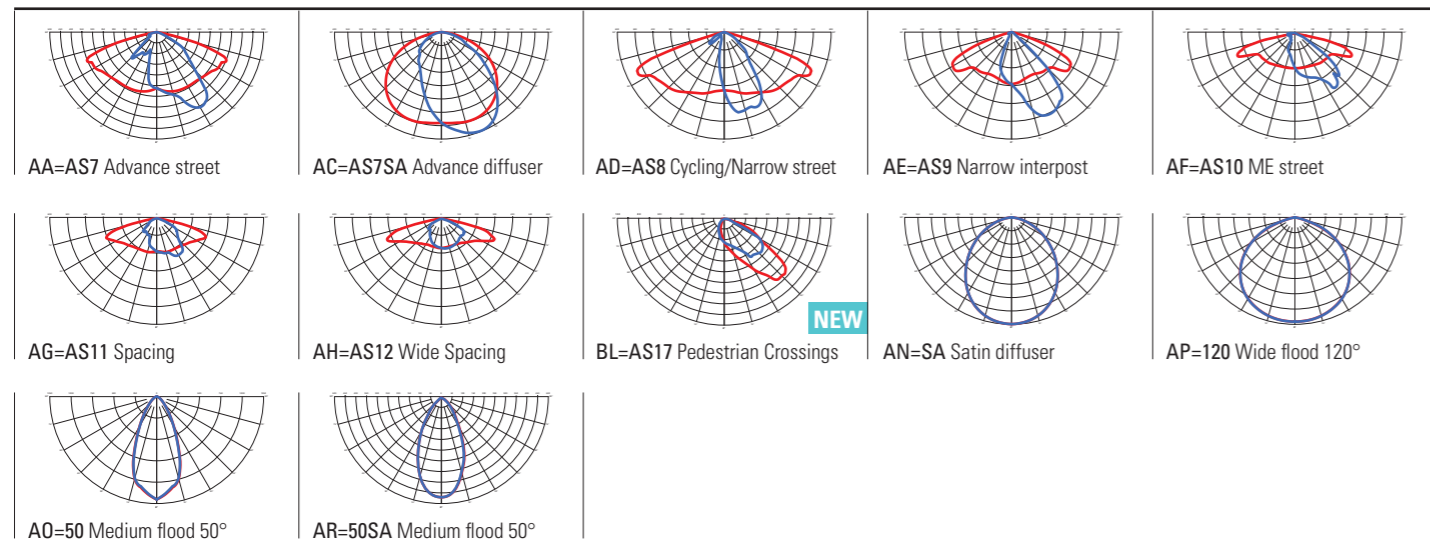 AA=AS7 Advance street
AC=AS7SA Advance diffuser
AD=AS8 Cycling/Narrow street
AE=AS9 Narrow interpost
AF=AS10 ME street
AG=AS11 Spacing
AH=AS12 Wide Spacing
NEW
BL=AS17 Pedestrian Crossings
AN=SA Satin diffuser
AP=120 Wide flood 120°
AO=50 Medium flood 50°
AR=50SA Medium flood 50°